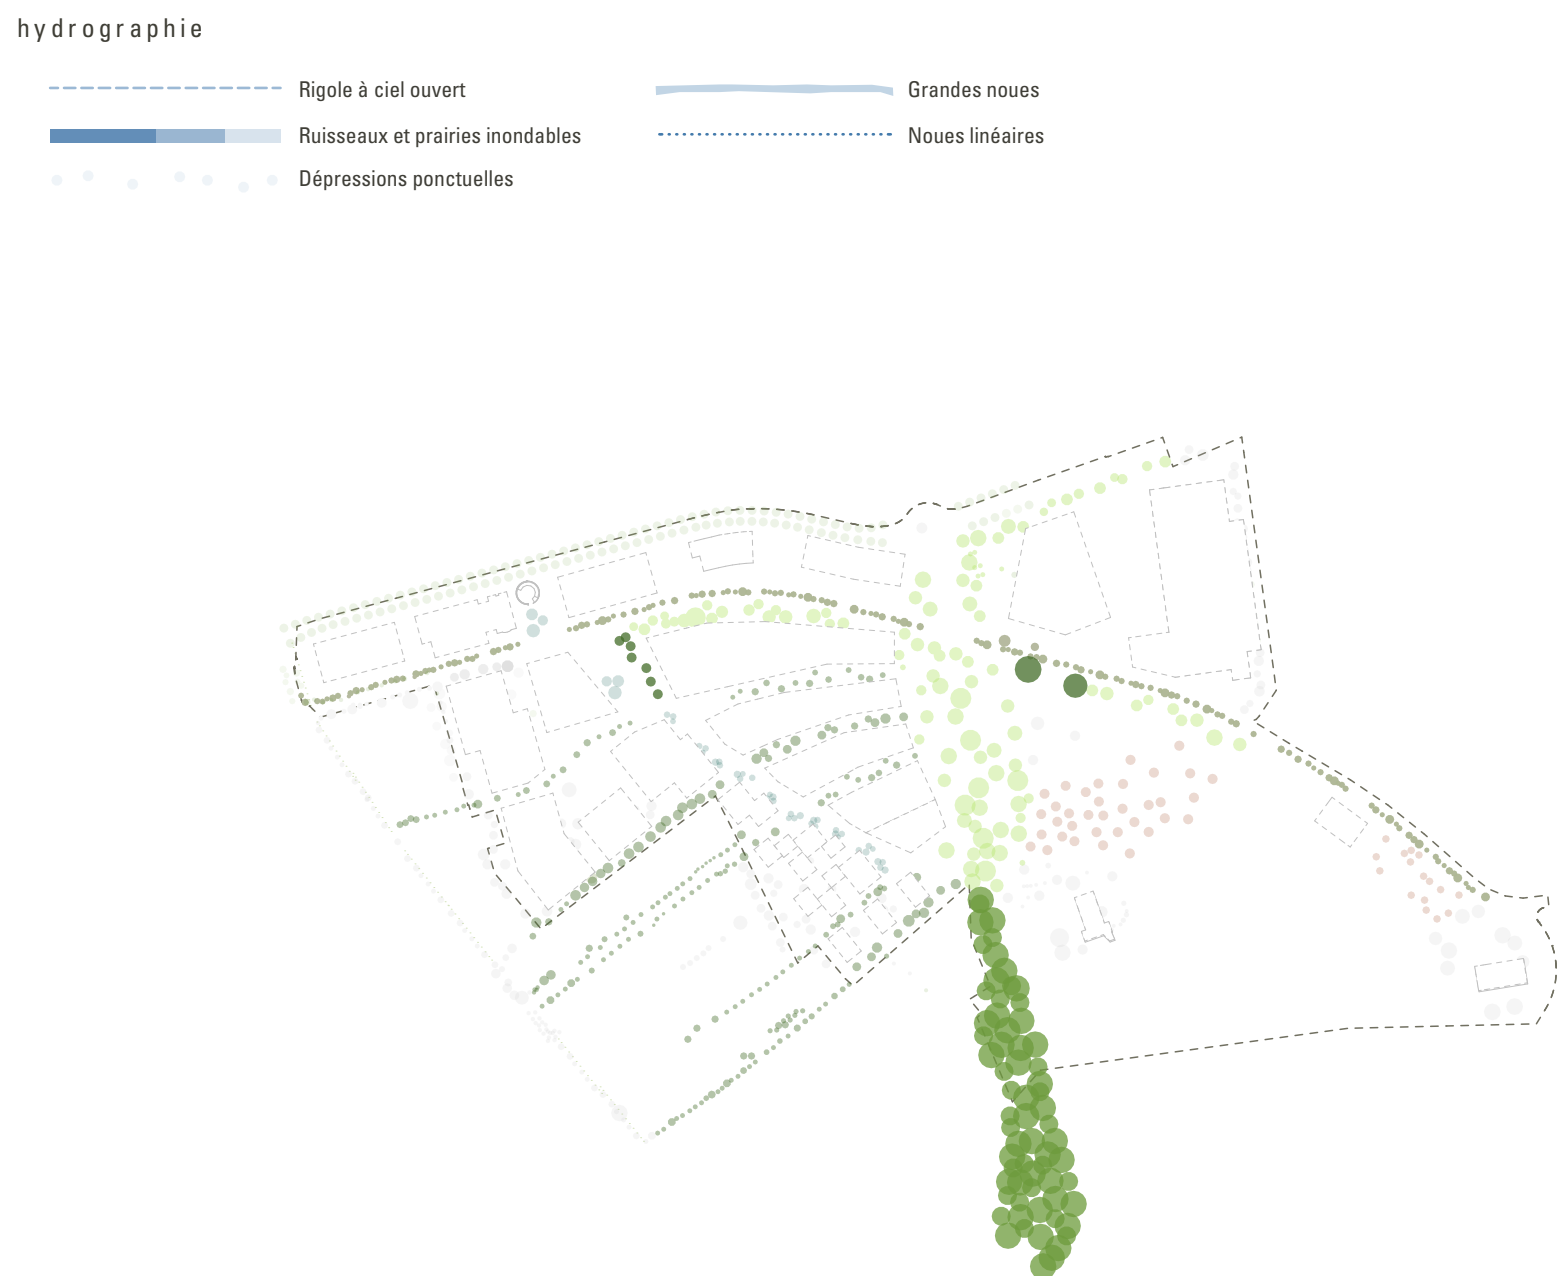 hydrographie
Rigole à ciel ouvert
Grandes noues
Ruisseaux et prairies inondables
Noues linéaires
Dépressions ponctuelles